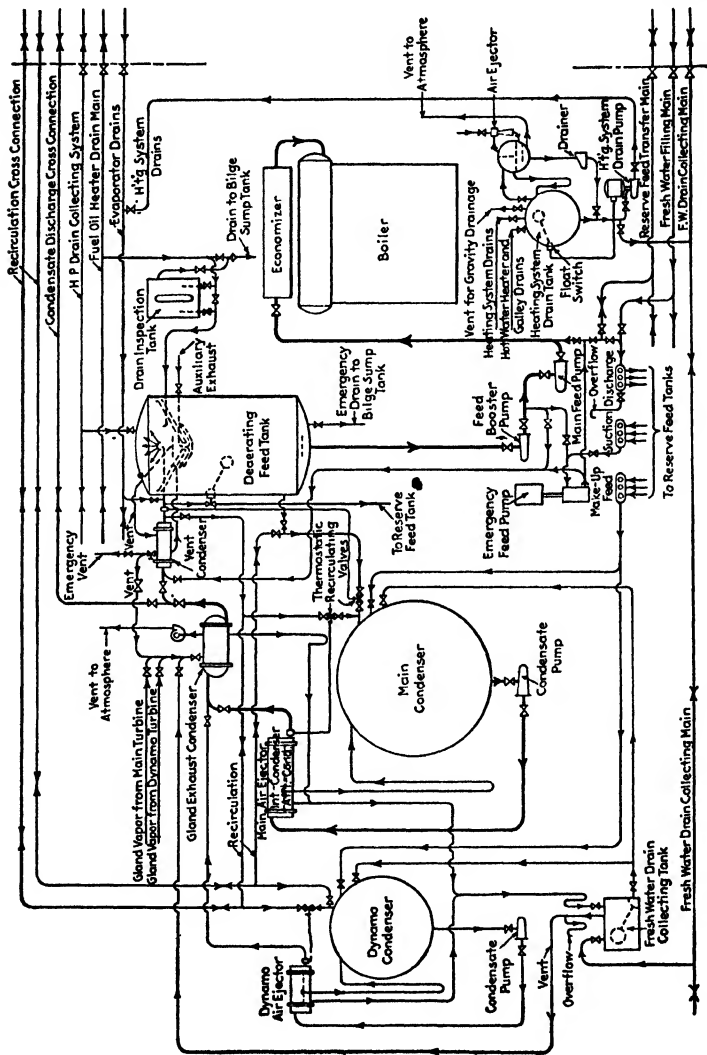 Recirculation Cross Connection
Condensate Discharge Cross Connection
H P Drain Collecting System
Fuel Oil Heater Drain Main
Evaporator Drains
H't'g System
Drains
Vent to
Atmosphere
Air Ejector
Drain to Bilge
Sump Tank
Drain Inspection
Tank
Auxiliary
Exhaust
Economizer
Boiler
Vent for Gravity Drainage
Heating System Drains
Hot Water Heater and
Galley Drains
Heating System
Drain Tank
Float
Switch
Drainer
H't'g System
Drain Pump
Reserve Feed Transfer Main
Fresh Water Filling Main
F.W. Drain Collecting Main
Emergency
Vent
Vent
Vent
Vent
Condenser
Deaerating
Feed Tank
Emergency
Drain to
Bilge Sump
Tank
Feed
Booster
Pump
Main Feed Pump
Overflow
Discharge
Suction
Make-Up
Feed
To Reserve Feed Tanks
Emergency
Feed Pump
To Reserve
Feed Tank
Vent to
Atmosphere
Gland Vapor from Main Turbine
Gland Vapor from Dynamo Turbine
Gland Exhaust Condenser
Thermostatic
Recirculating
Valves
Recirculation
Main Air Ejector
Int-Condenser
Aft.-Cond.
Main
Condenser
Condensate
Pump
Dynamo
Air Ejector
Dynamo
Condenser
Condensate
Pump
Vent
Overflow
Fresh Water Drain
Collecting Tank
Fresh Water Drain Collecting Main